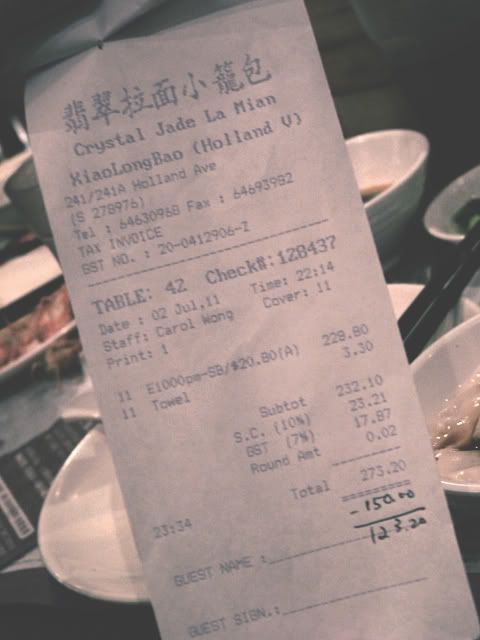 翡翠拉面小籠包
Crystal Jade La Mian
XiaoLongBao (Holland V)
241/241A Holland Ave
(S 278976)
Tel : 64630968 Fax : 64693982
TAX INVOICE
GST NO. : 20-0412906-Z
TABLE: 42 Check#:128437
Date : 02 Jul,11 Time: 22:14
Staff: Carol Wong Cover: 11
Print: 1
11 E1000pm-SB/$20.80(A) 228.80
11 Towel 3.30
Subtot 232.10
S.C. (10%) 23.21
GST (7%) 17.87
Round Amt 0.02
Total 273.20
- 150.00
123.20
23:34
GUEST NAME :
GUEST SIGN.: